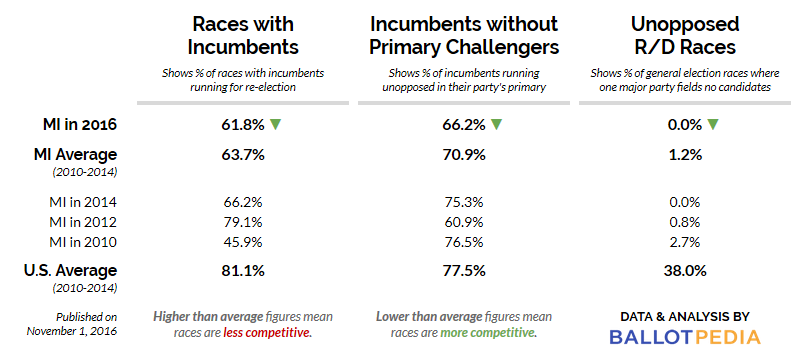 Races with Incumbents without Unopposed
Incumbents Primary Challengers R/D Races
Shows % of races with incumbents Shows % of incumbents running Shows % of general election races where
running for re-election unopposed in their party's primary one major party fields no candidates
MI in 2016 61.8% ▼ 66.2% ▼ 0.0% ▼
MI Average 63.7% 70.9% 1.2%
(2010-2014)
MI in 2014 66.2% 75.3% 0.0%
MI in 2012 79.1% 60.9% 0.8%
MI in 2010 45.9% 76.5% 2.7%
U.S. Average 81.1% 77.5% 38.0%
(2010-2014)
Published on Higher than average figures mean Lower than average figures mean DATA & ANALYSIS BY
November 1, 2016 races are less competitive. races are more competitive. BALLOTPEDIA